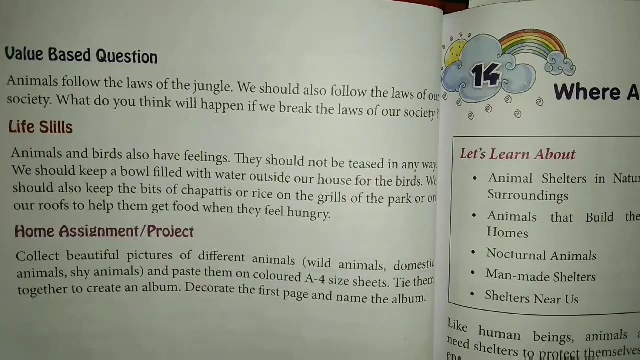 Value Based Question
Animals follow the laws of the jungle. We should also follow the laws of our
society. What do you think will happen if we break the laws of our society?
Life Slills
Animals and birds also have feelings. They should not be teased in any way.
We should keep a bowl filled with water outside our house for the birds. We
should also keep the bits of chapattis or rice on the grills of the park or on
our roofs to help them get food when they feel hungry.
Home Assignment/Project
Collect beautiful pictures of different animals (wild animals, domestic
animals, shy animals) and paste them on coloured A-4 size sheets. Tie them
together to create an album. Decorate the first page and name the album.
14
Where A
Let's Learn About
• Animal Shelters in Natur
Surroundings
• Animals that Build the
Homes
• Nocturnal Animals
• Man-made Shelters
• Shelters Near Us
Like human beings, animals a
need shelters to protect themselve